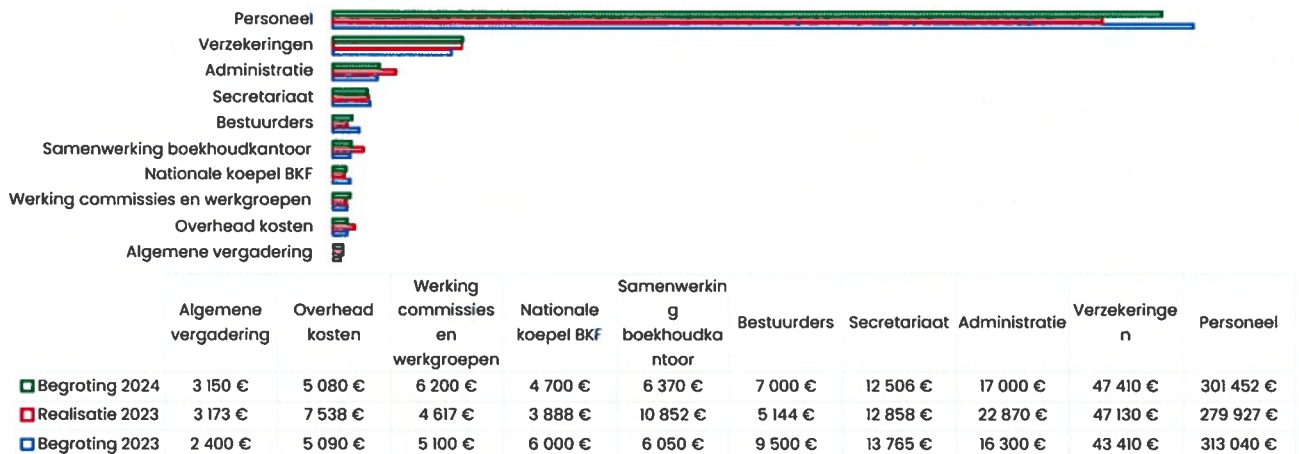 Personeel
Verzekeringen
Administratie
Secretariaat
Bestuurders
Samenwerking boekhoudkantoor
Nationale koepel BKF
Werking commissies en werkgroepen
Overhead kosten
Algemene vergadering
Algemene vergadering
Overhead kosten
Werking commissies en werkgroepen
Nationale koepel BKF
Samenwerkin g boekhoudka ntoor
Bestuurders
Secretariaat
Administratie
Verzekeringe n
Personeel
Begroting 2024 3 150 € 5 080 € 6 200 € 4 700 € 6 370 € 7 000 € 12 506 € 17 000 € 47 410 € 301 452 €
Realisatie 2023 3 173 € 7 538 € 4 617 € 3 888 € 10 852 € 5 144 € 12 858 € 22 870 € 47 130 € 279 927 €
Begroting 2023 2 400 € 5 090 € 5 100 € 6 000 € 6 050 € 9 500 € 13 765 € 16 300 € 43 410 € 313 040 €